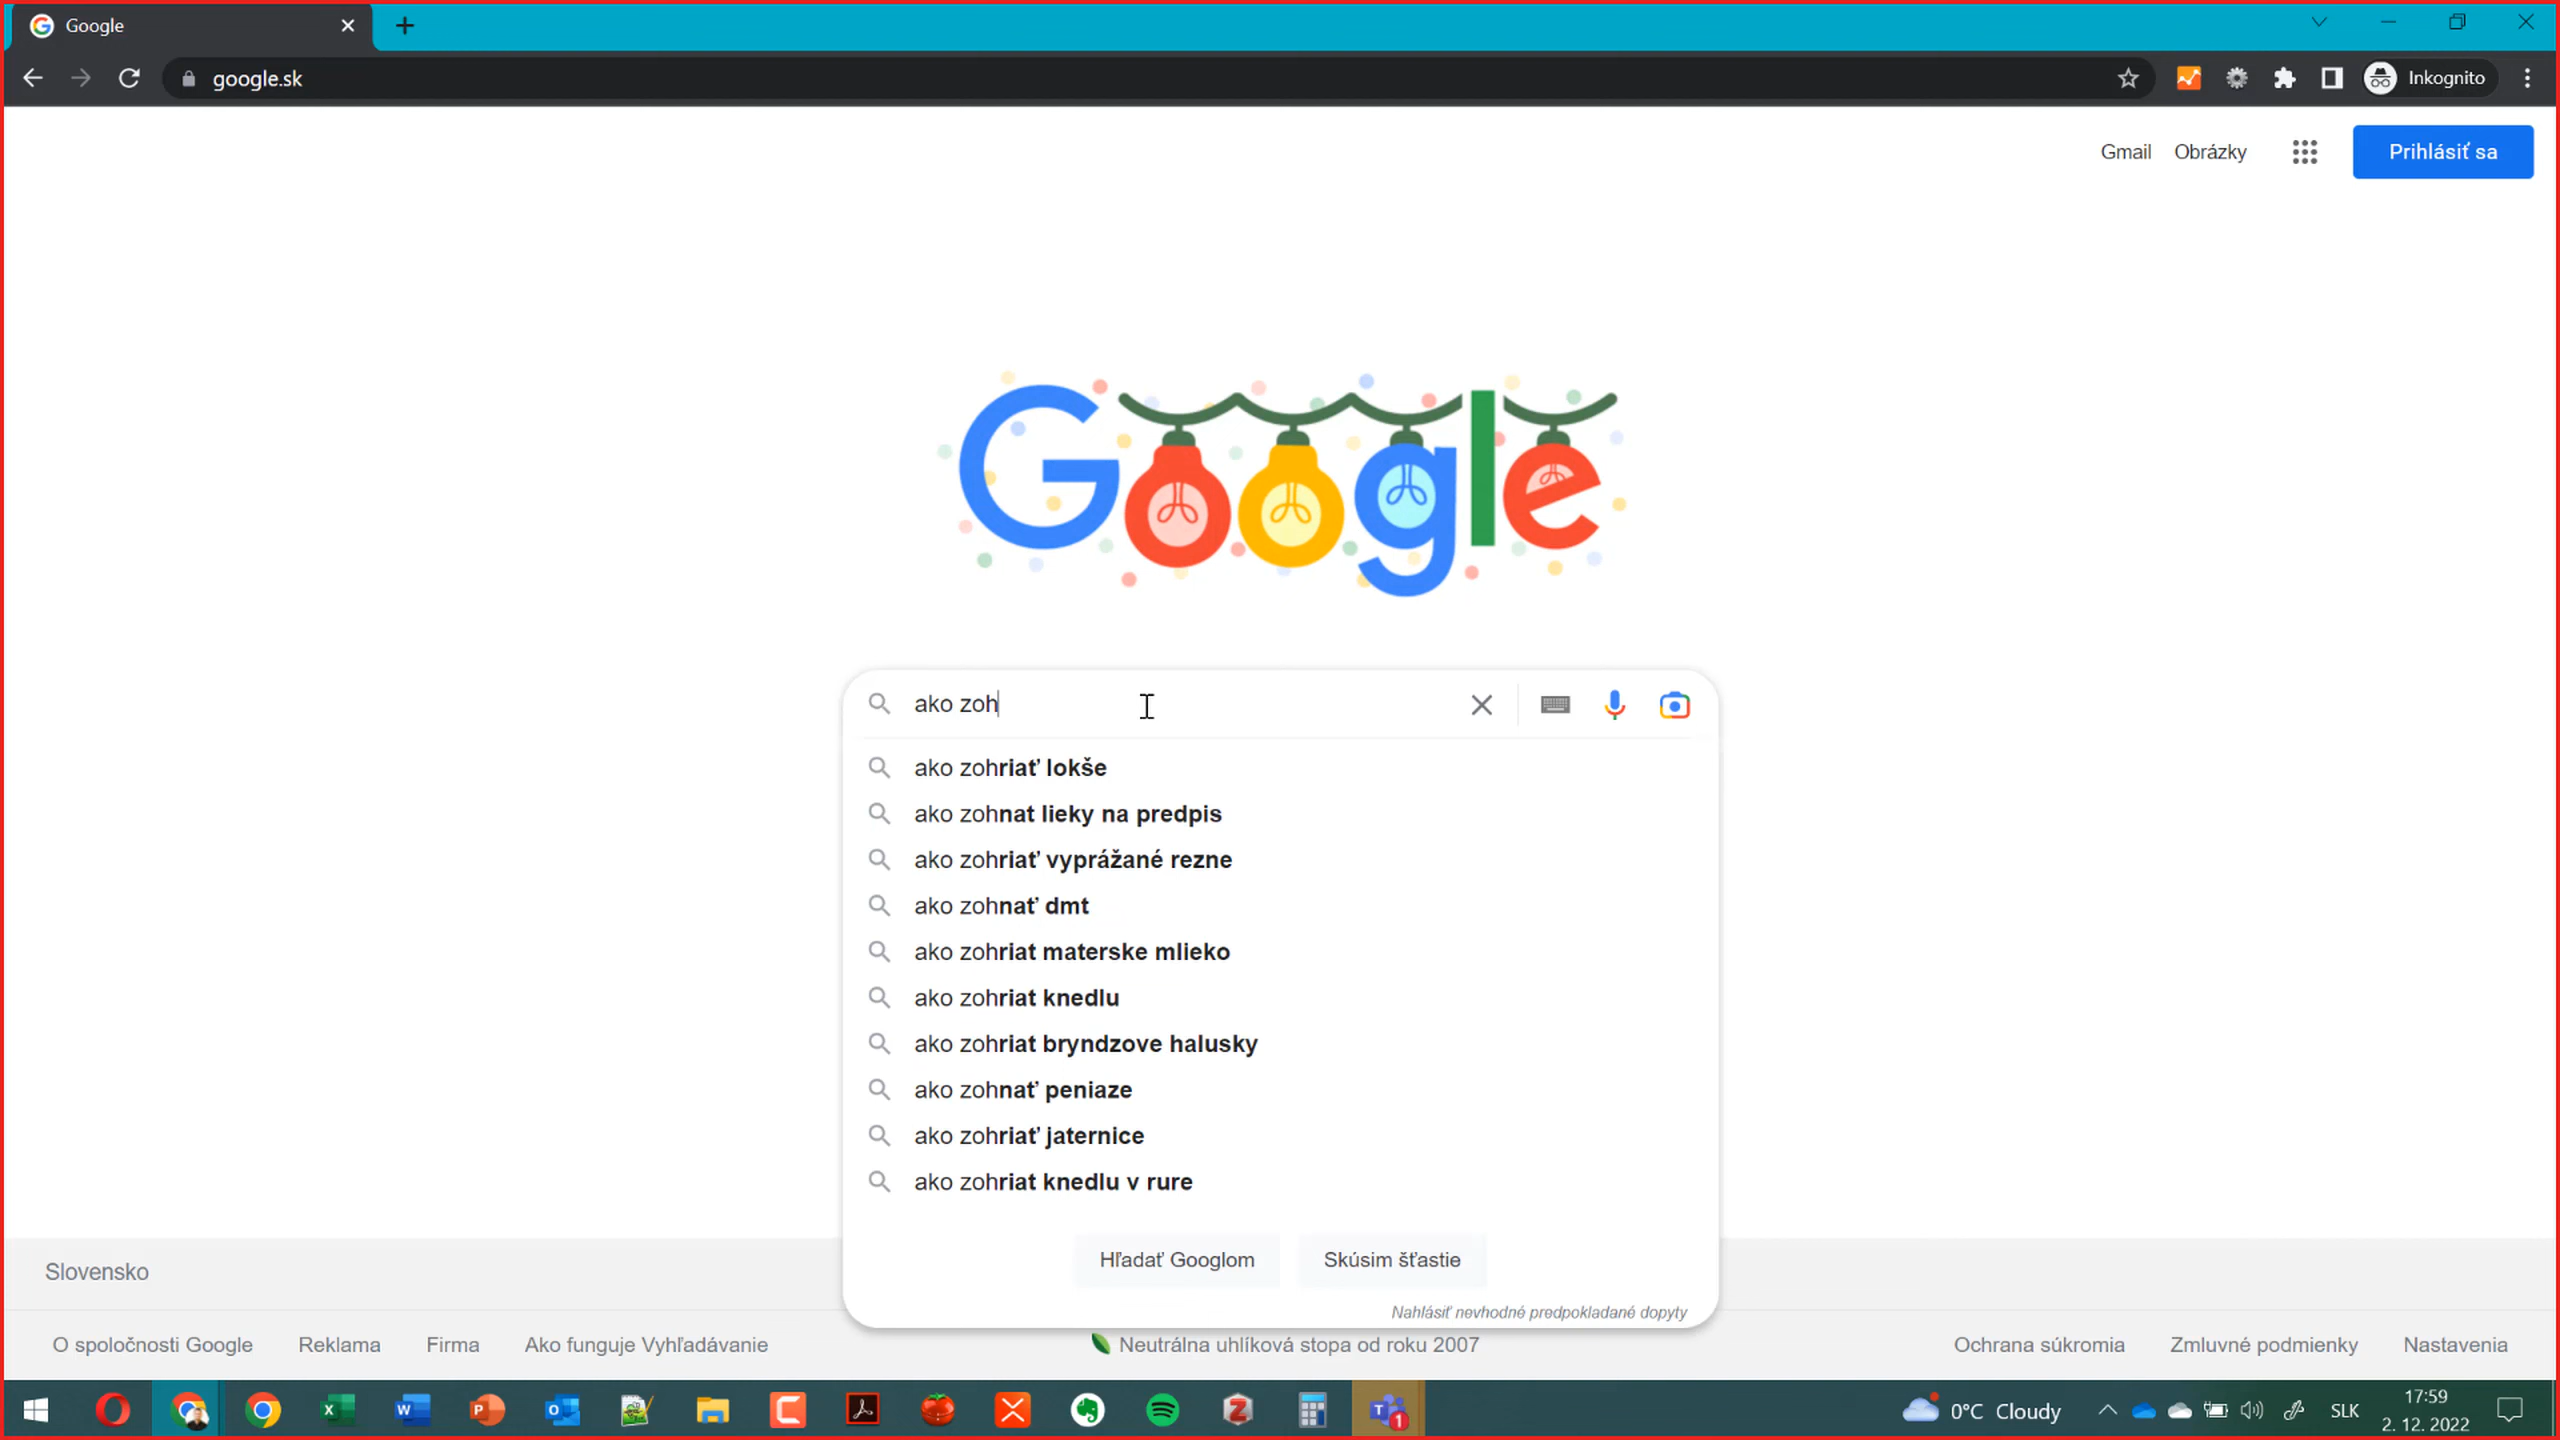 Google
google.sk
Inkognito
Gmail Obrázky Prihlásiť sa
Google
ako zoh
ako zohriať lokše
ako zohnat lieky na predpis
ako zohriať vyprážané rezne
ako zohnať dmt
ako zohriat materske mlieko
ako zohriat knedlu
ako zohriat bryndzove halusky
ako zohnať peniaze
ako zohriať jaternice
ako zohriat knedlu v rure
Hľadať Googlom Skúsim šťastie
Nahlásiť nevhodné predpokladané dopyty
Slovensko
O spoločnosti Google Reklama Firma Ako funguje Vyhľadávanie Neutrálna uhlíková stopa od roku 2007 Ochrana súkromia Zmluvné podmienky Nastavenia
0°C Cloudy SLK 17:59
2. 12. 2022